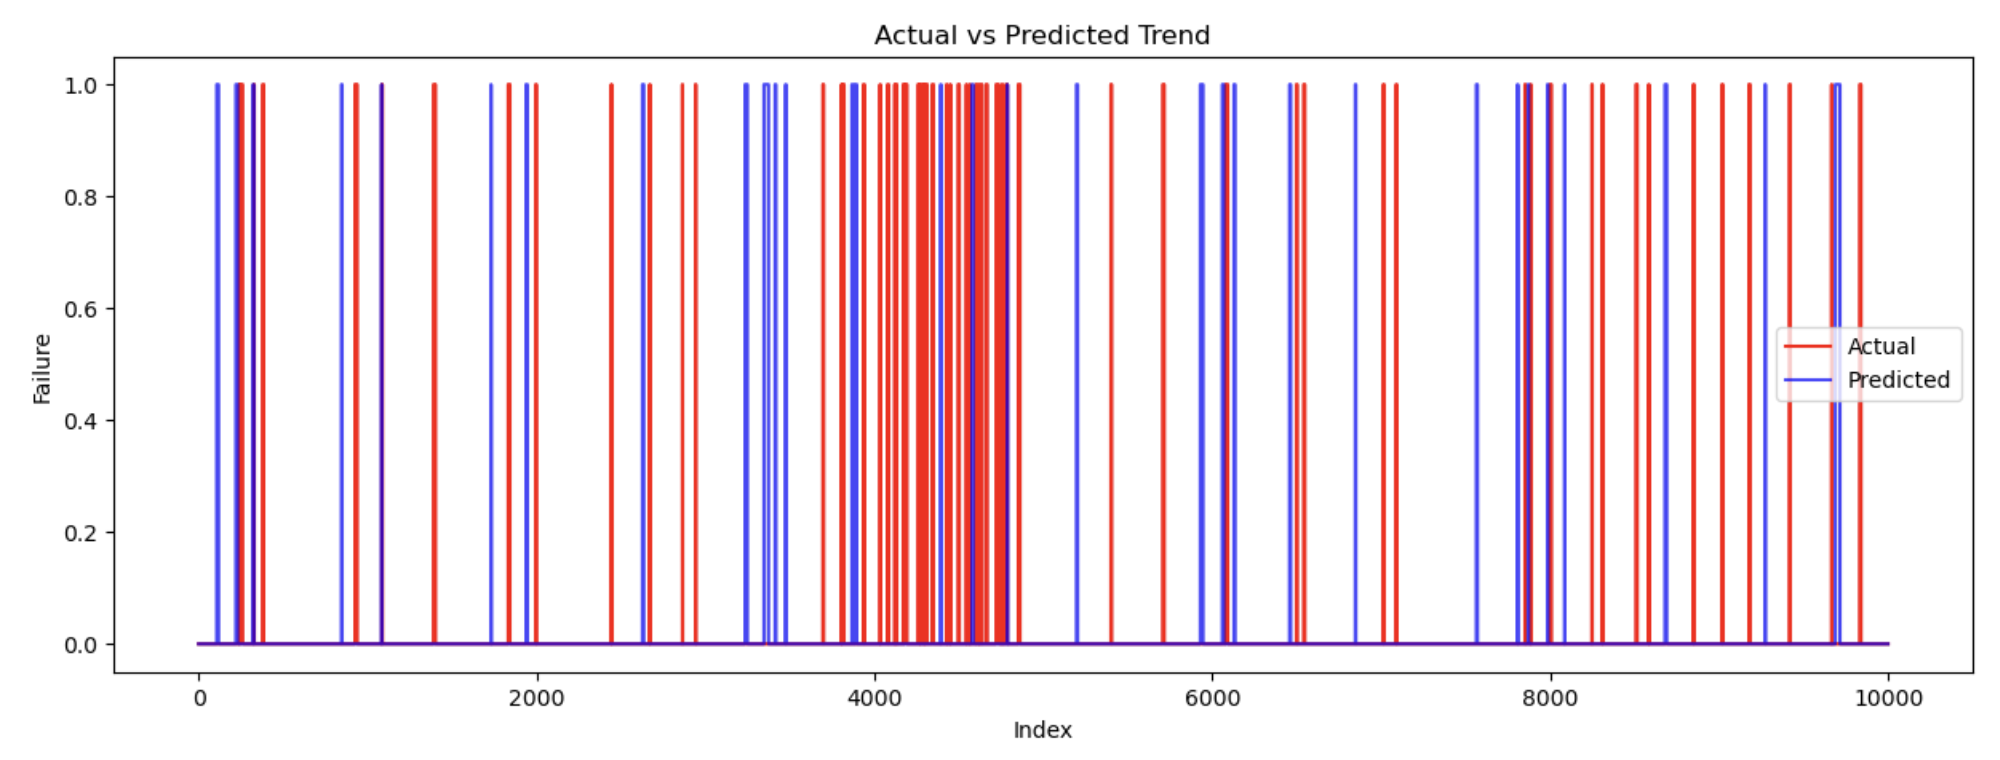 Actual vs Predicted Trend
1.0
0.8
0.6
0.4
0.2
0.0
Failure
Actual
Predicted
0 2000 4000 6000 8000 10000
Index